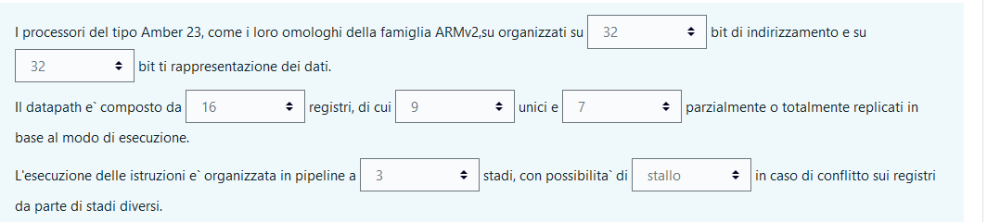 I processori del tipo Amber 23, come i loro omologhi della famiglia ARMv2,su organizzati su 32 bit di indirizzamento e su
32 bit ti rappresentazione dei dati.
Il datapath e` composto da 16 registri, di cui 9 unici e 7 parzialmente o totalmente replicati in
base al modo di esecuzione.
L'esecuzione delle istruzioni e` organizzata in pipeline a 3 stadi, con possibilita` di stallo in caso di conflitto sui registri
da parte di stadi diversi.